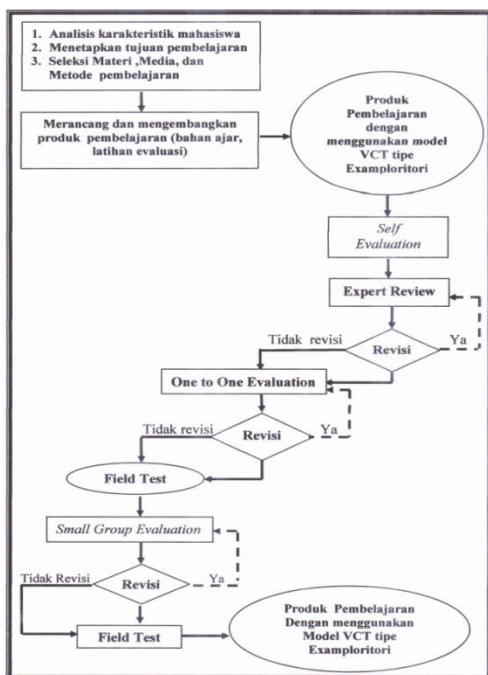 1. Analisis karakteristik mahasiswa
2. Menetapkan tujuan pembelajaran
3. Seleksi Materi ,Media, dan
Metode pembelajaran
Merancang dan mengembangkan
produk pembelajaran (bahan ajar,
latihan evaluasi)
Produk
Pembelajaran
dengan
menggunakan model
VCT tipe
Examploritori
Self
Evaluation
Expert Review
Tidak revisi
Revisi
Ya
One to One Evaluation
Tidak revisi
Revisi
Ya
Field Test
Small Group Evaluation
Tidak Revisi
Revisi
Ya
Field Test
Produk Pembelajaran
Dengan menggunakan
Model VCT tipe
Examploritori